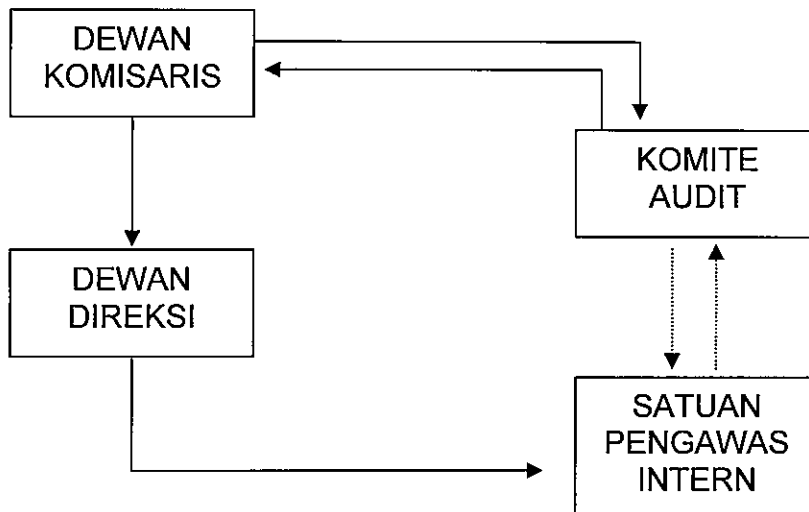 DEWAN
KOMISARIS
KOMITE
AUDIT
DEWAN
DIREKSI
SATUAN
PENGAWAS
INTERN